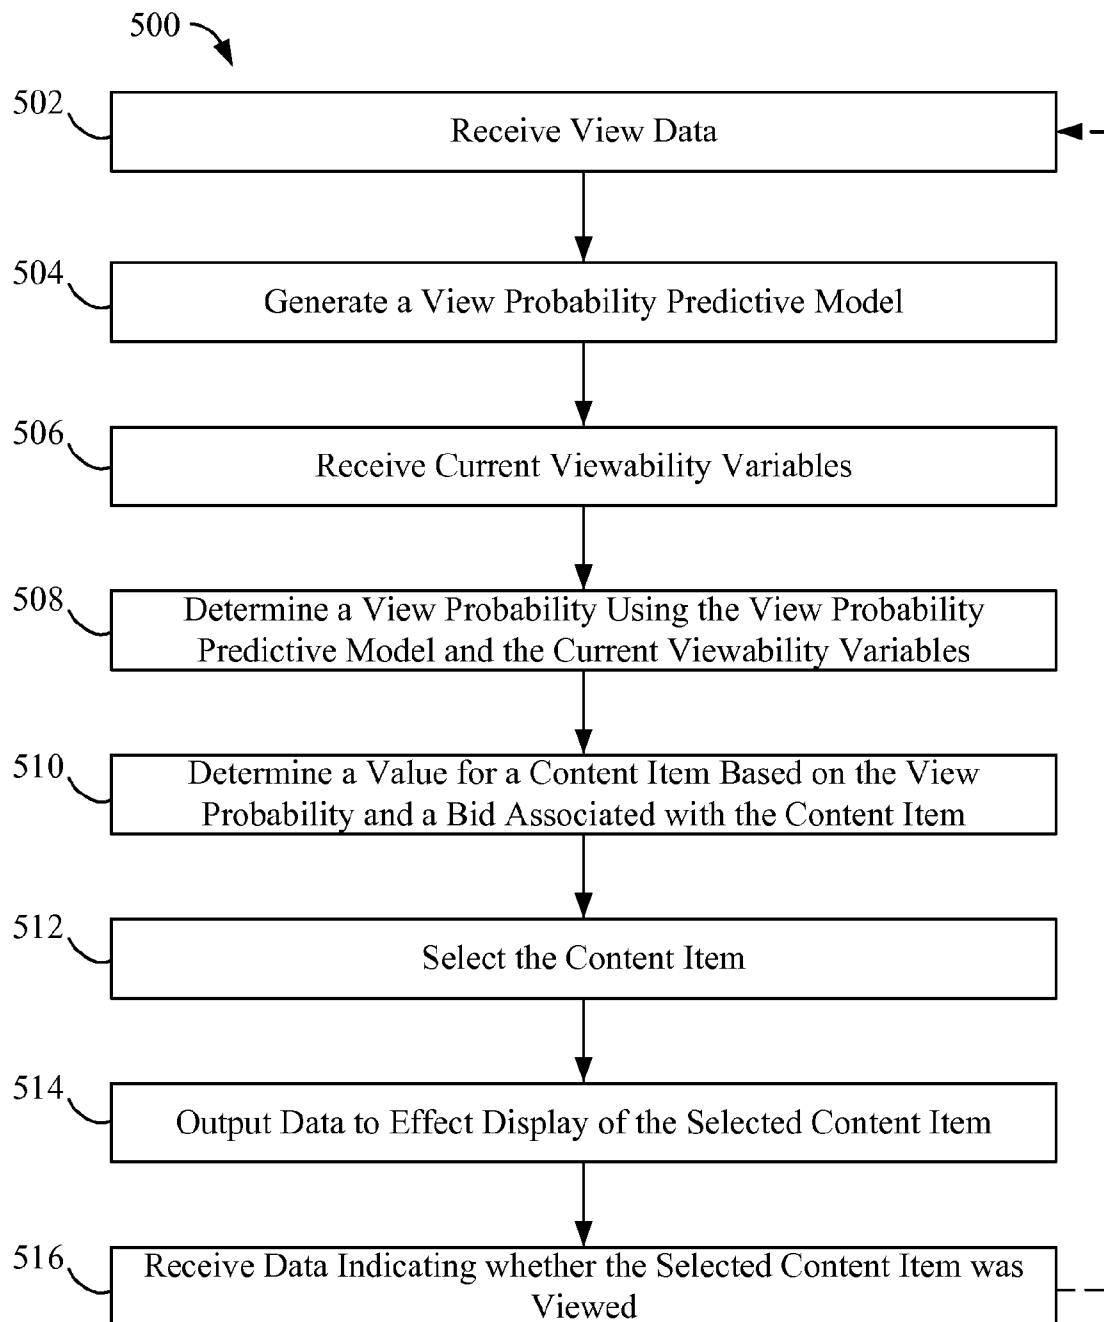 500
502
Receive View Data
504
Generate a View Probability Predictive Model
506
Receive Current Viewability Variables
508
Determine a View Probability Using the View Probability
Predictive Model and the Current Viewability Variables
510
Determine a Value for a Content Item Based on the View
Probability and a Bid Associated with the Content Item
512
Select the Content Item
514
Output Data to Effect Display of the Selected Content Item
516
Receive Data Indicating whether the Selected Content Item was
Viewed